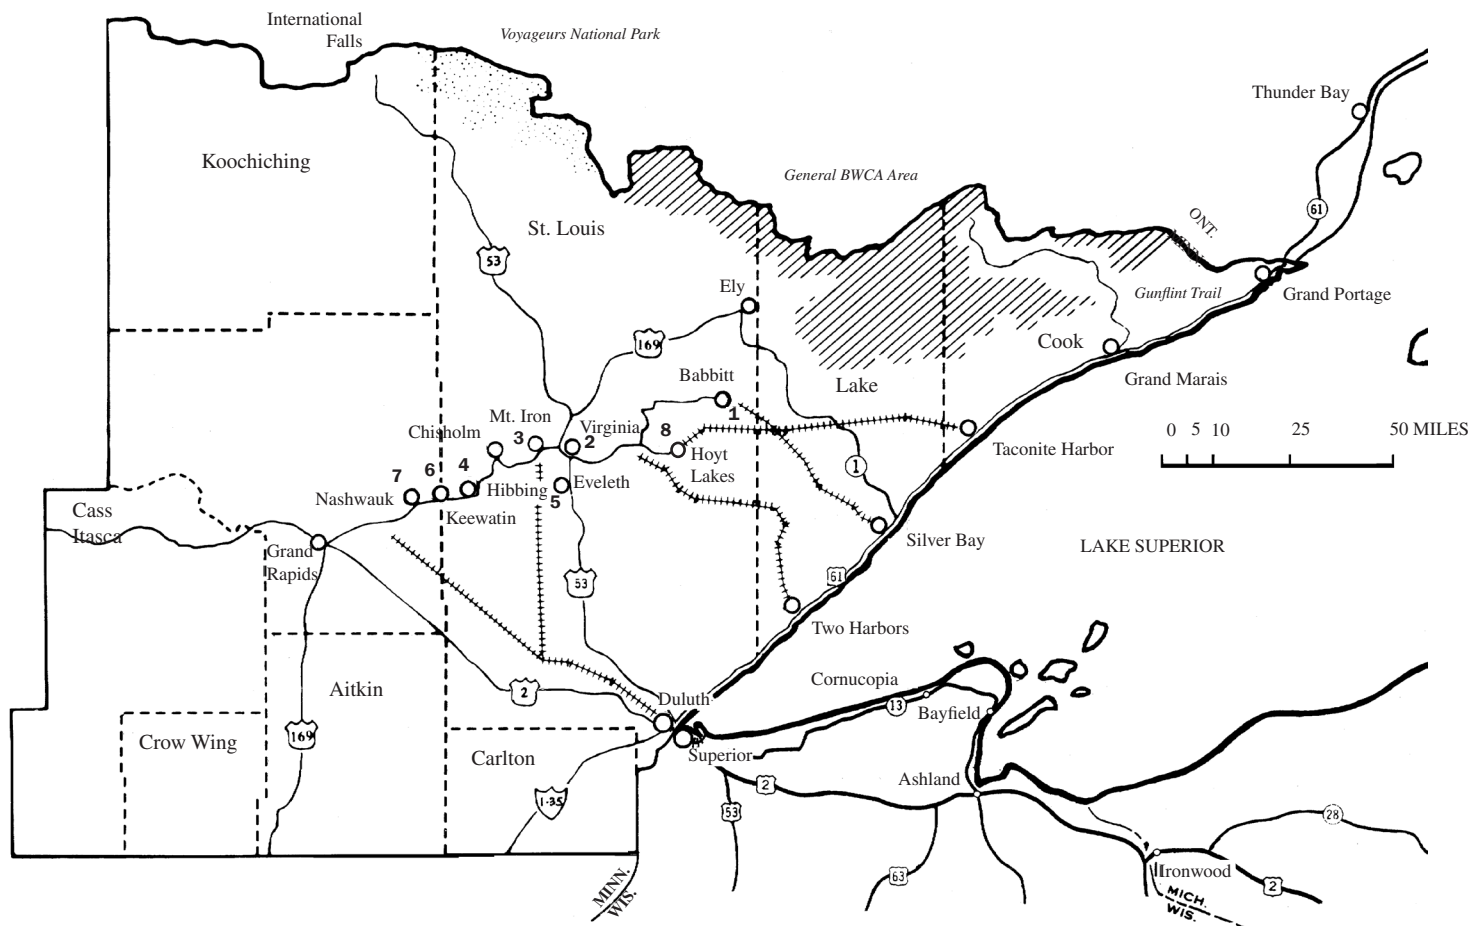 International
Falls
Voyageurs National Park
Thunder Bay
Koochiching
General BWCA Area
61
ONT.
St. Louis
53
Ely
Gunflint Trail
Grand Portage
169
Cook
Babbitt
Lake
Grand Marais
1
Mt. Iron
Chisholm
3
2
Virginia
8
Hoyt
Lakes
Taconite Harbor
0 5 10 25 50 MILES
7
6
4
Nashwauk
Hibbing
5
Eveleth
Keewatin
1
Cass
Itasca
Silver Bay
LAKE SUPERIOR
Grand
Rapids
53
61
Two Harbors
Aitkin
2
Duluth
Cornucopia
13
Bayfield
169
Crow Wing
Carlton
Superior
Ashland
2
I-35
53
28
63
Ironwood
2
MINN.
WIS.
MICH.
WIS.